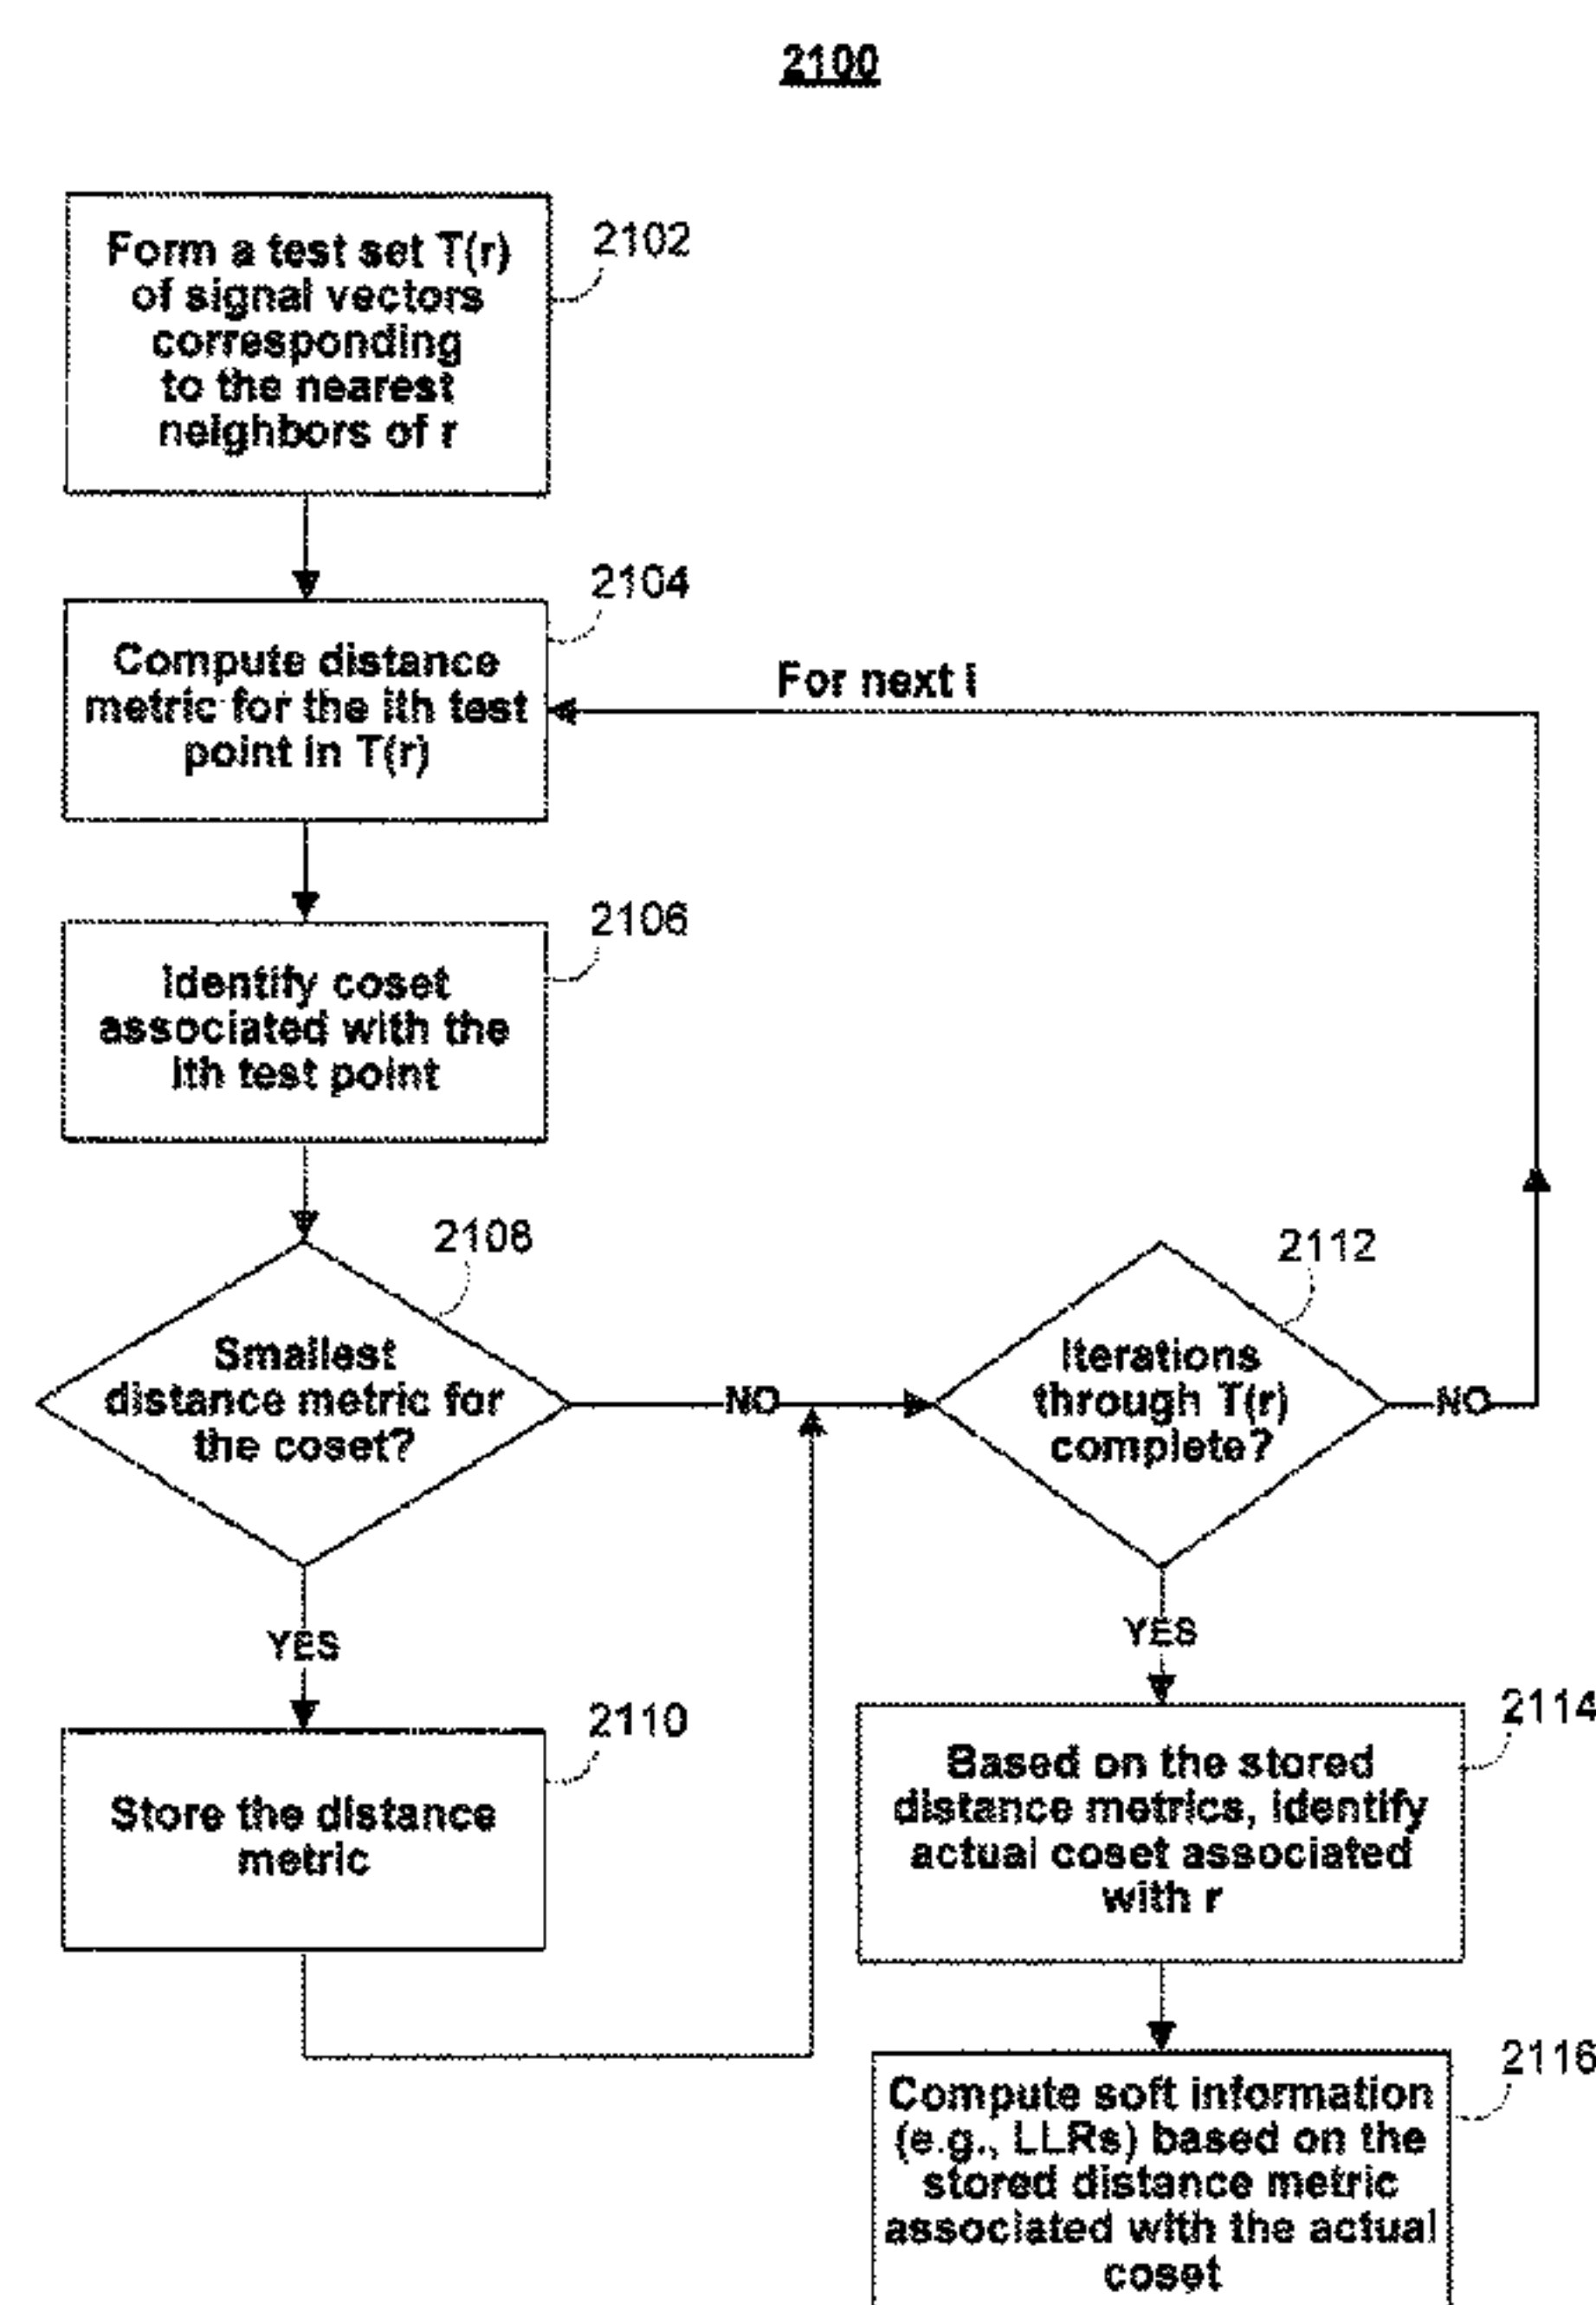 2100
Form a test set T(r)
of signal vectors
corresponding
to the nearest
neighbors of r
2102
Compute distance
metric for the ith test
point in T(r)
2104
For next i
Identify coset
associated with the
ith test point
2106
Smallest
distance metric for
the coset?
2108
NO
YES
Store the distance
metric
2110
Iterations
through T(r)
complete?
2112
NO
YES
Based on the stored
distance metrics, identify
actual coset associated
with r
2114
Compute soft information
(e.g., LLRs) based on the
stored distance metric
associated with the actual
coset
2116